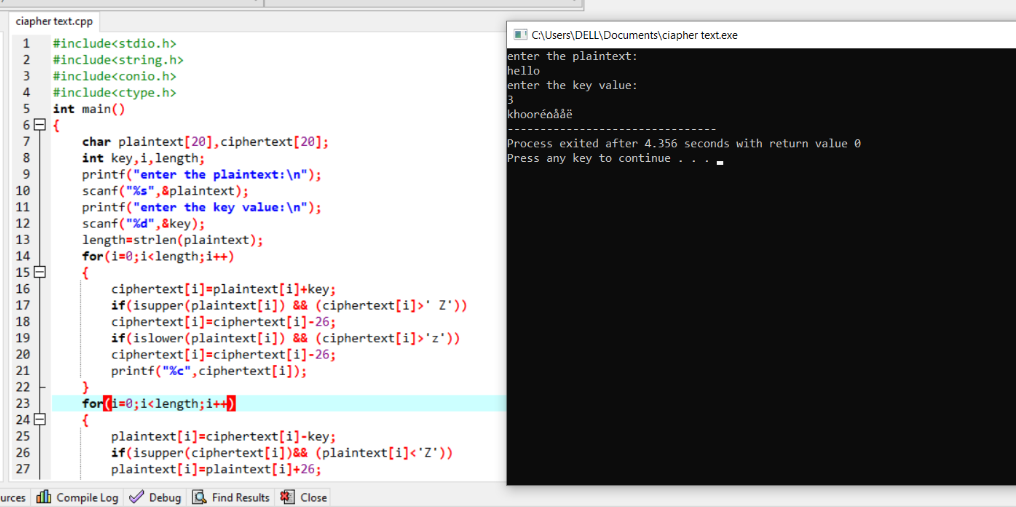 ciapher text.cpp
1 #include<stdio.h>
2 #include<string.h>
3 #include<conio.h>
4 #include<ctype.h>
5 int main()
6 {
7 char plaintext[20],ciphertext[20];
8 int key,i,length;
9 printf("enter the plaintext:\n");
10 scanf("%s",&plaintext);
11 printf("enter the key value:\n");
12 scanf("%d",&key);
13 length=strlen(plaintext);
14 for(i=0;i<length;i++)
15 {
16 ciphertext[i]=plaintext[i]+key;
17 if(isupper(plaintext[i]) && (ciphertext[i]>' Z'))
18 ciphertext[i]=ciphertext[i]-26;
19 if(islower(plaintext[i]) && (ciphertext[i]>'z'))
20 ciphertext[i]=ciphertext[i]-26;
21 printf("%c",ciphertext[i]);
22 }
23 for(i=0;i<length;i++)
24 {
25 plaintext[i]=ciphertext[i]-key;
26 if(isupper(ciphertext[i])&& (plaintext[i]<'Z'))
27 plaintext[i]=plaintext[i]+26;
urces Compile Log Debug Find Results Close
C:\Users\DELL\Documents\ciapher text.exe
enter the plaintext:
hello
enter the key value:
3
--------------------------------
Process exited after 4.356 seconds with return value 0
Press any key to continue . . .